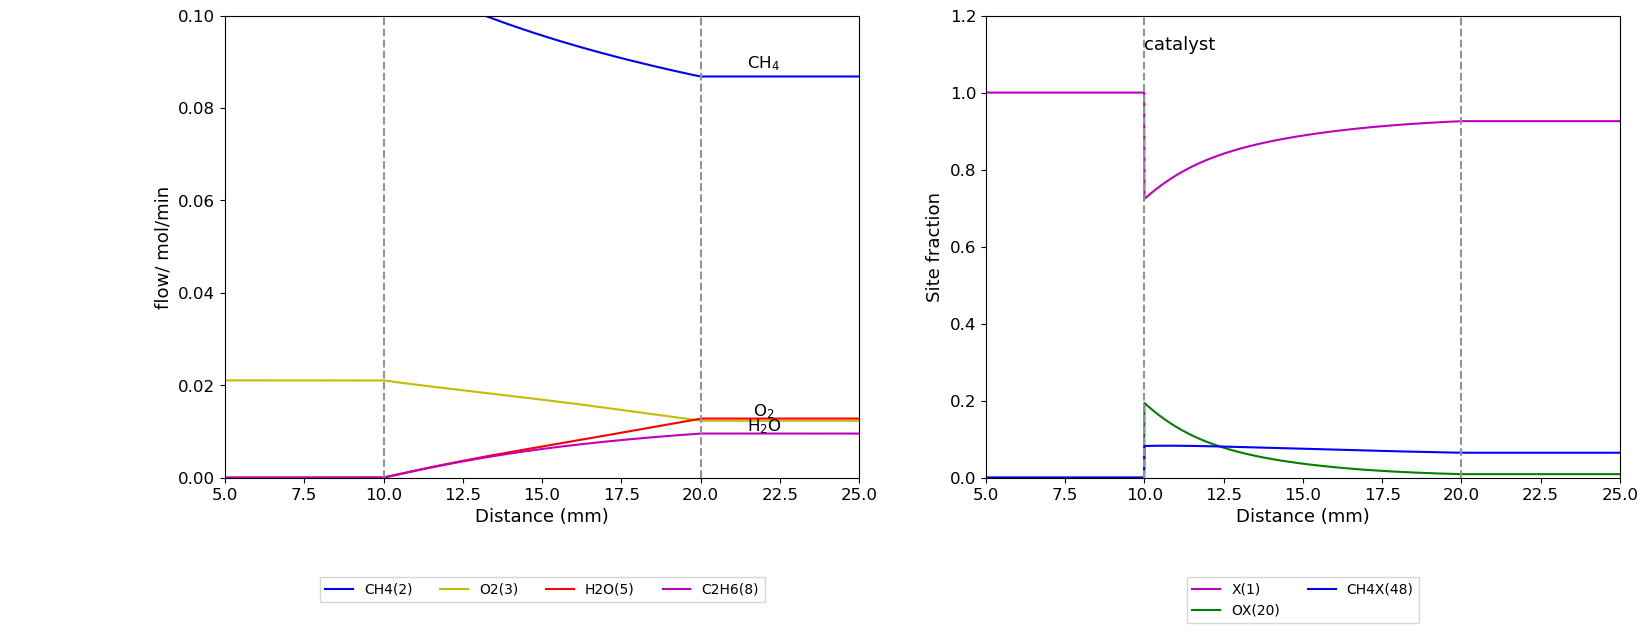 0.10
0.08
0.06
0.04
0.02
0.00
flow/ mol/min
CH₄
O₂
H₂O
5.0 7.5 10.0 12.5 15.0 17.5 20.0 22.5 25.0
Distance (mm)
CH4(2) O2(3) H2O(5) C2H6(8)
1.2
1.0
0.8
0.6
0.4
0.2
0.0
Site fraction
catalyst
5.0 7.5 10.0 12.5 15.0 17.5 20.0 22.5 25.0
Distance (mm)
X(1) CH4X(48)
OX(20)